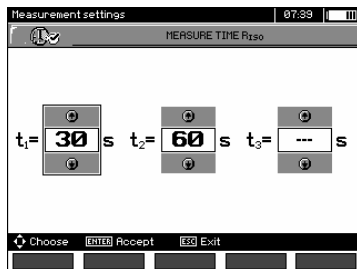 Measurement settings 07:39
MEASURE TIME RISO
t1= 30 s t2= 60 s t3= --- s
Choose ENTER Accept ESC Exit